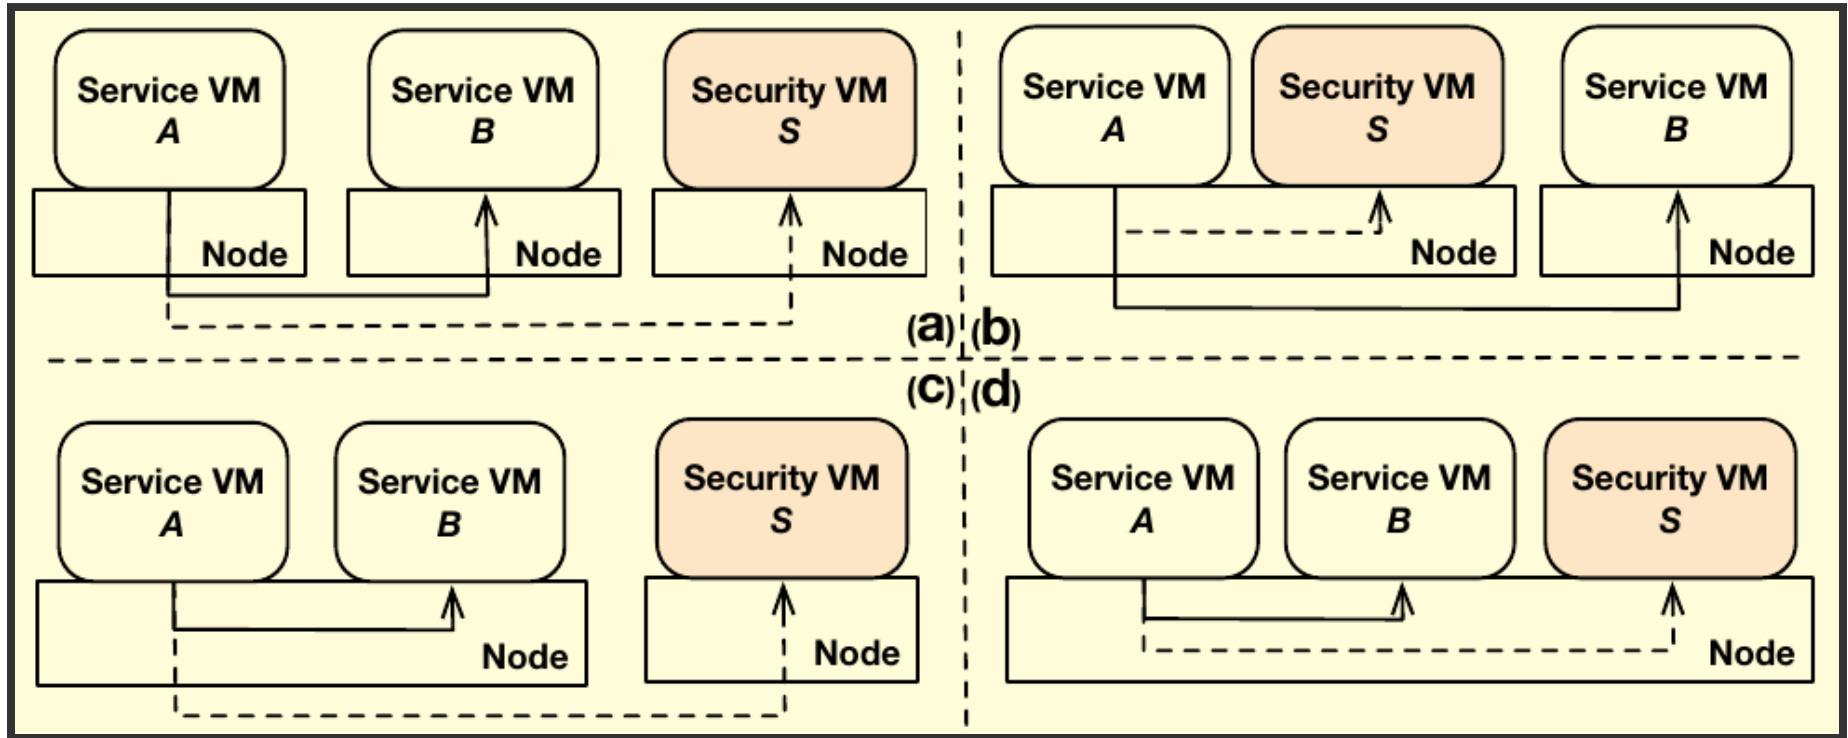 Service VM
A
Service VM
B
Security VM
S
Node
Node
Node
(a)
Service VM
A
Security VM
S
Service VM
B
Node
Node
(b)
(c)
Service VM
A
Service VM
B
Security VM
S
Node
Node
(d)
Service VM
A
Service VM
B
Security VM
S
Node